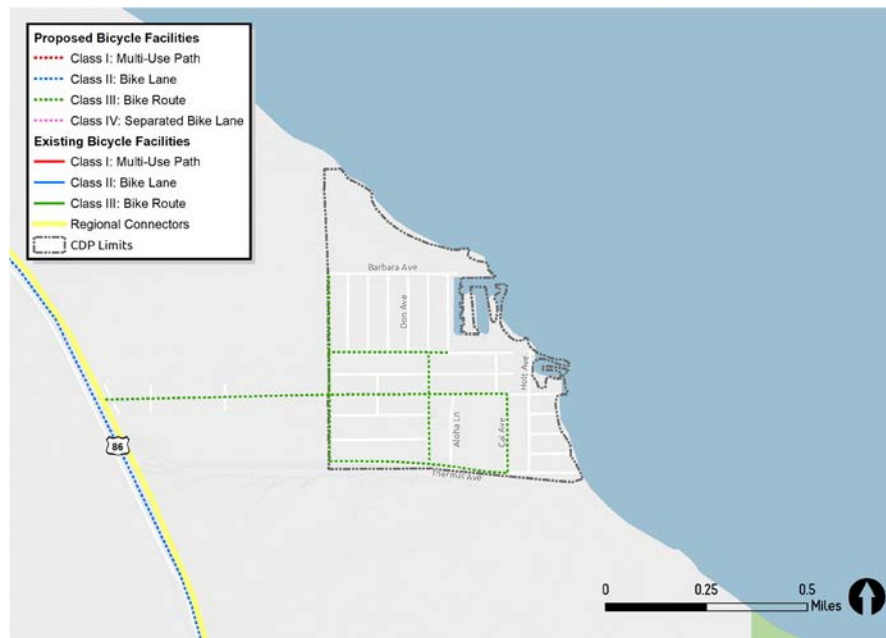 Proposed Bicycle Facilities
Class I: Multi-Use Path
Class II: Bike Lane
Class III: Bike Route
Class IV: Separated Bike Lane
Existing Bicycle Facilities
Class I: Multi-Use Path
Class II: Bike Lane
Class III: Bike Route
Regional Connectors
CDP Limits
Barbara Ave
Don Ave
Holt Ave
Aloha Ln
Cal Ave
86
Thermal Ave
0 0.25 0.5
Miles